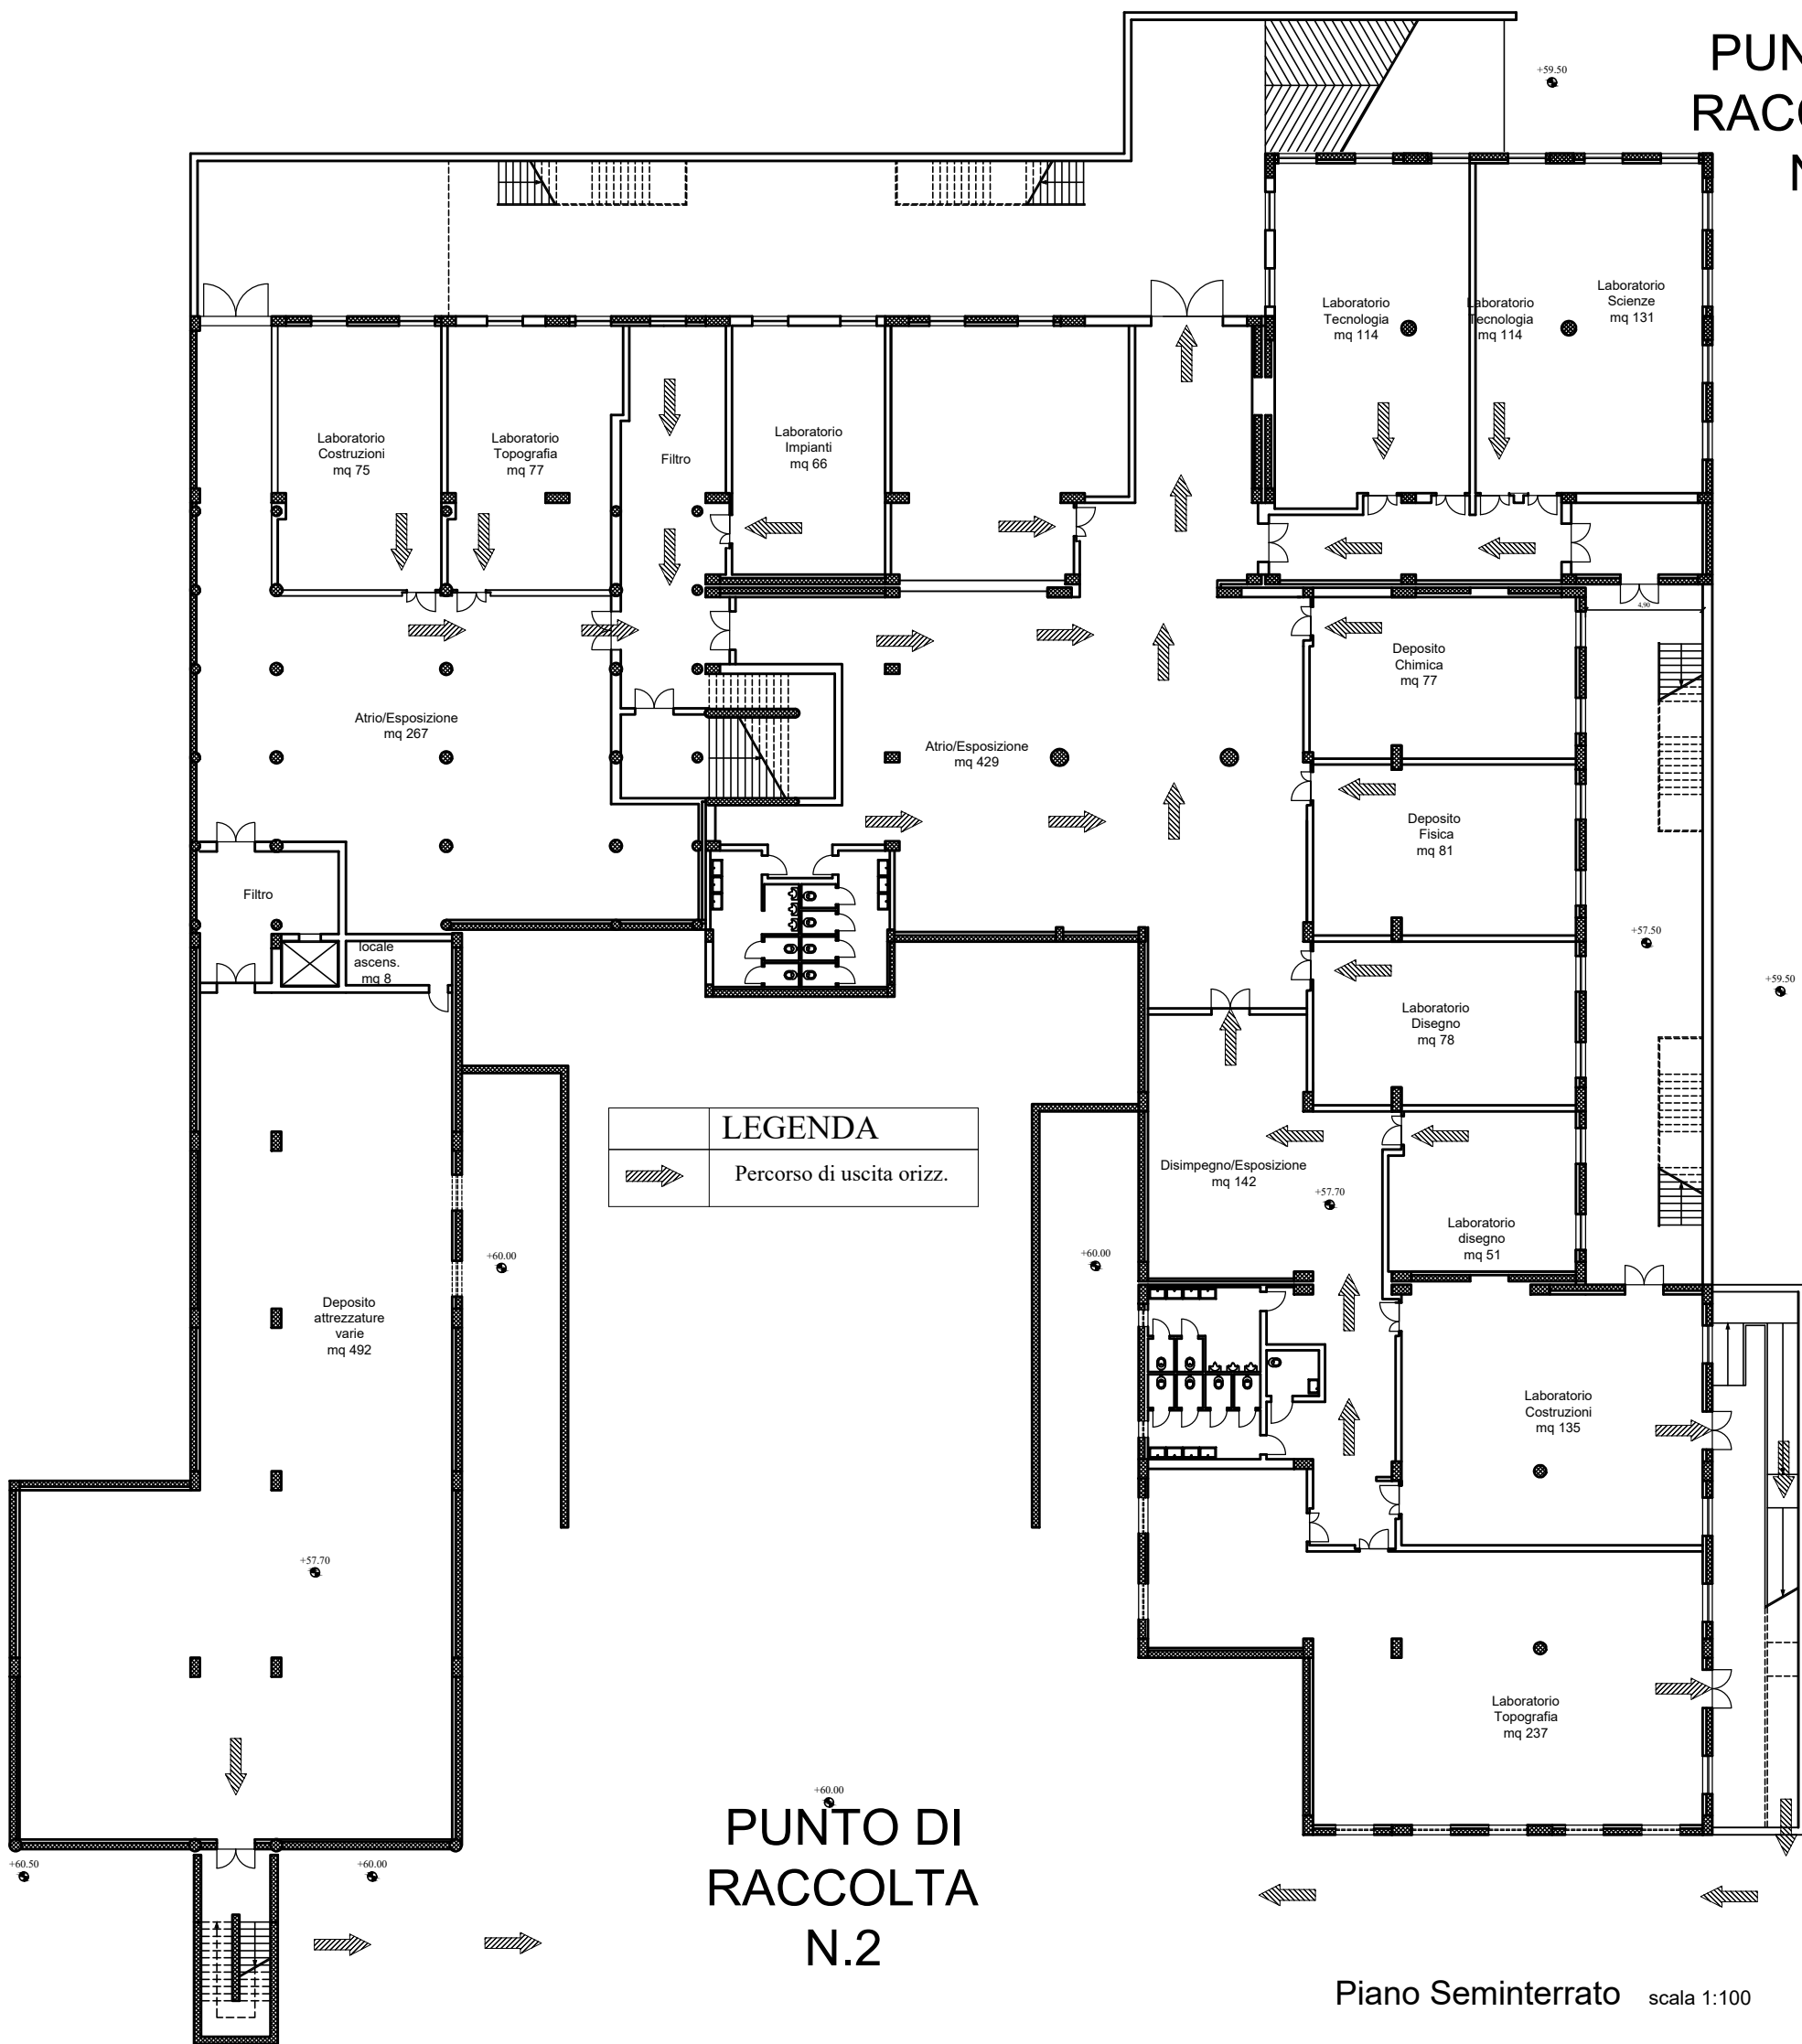 PUN
RACCO
N
+59.50
Laboratorio
Scienze
mq 131
Laboratorio
Tecnologia
mq 114
Laboratorio
Tecnologia
mq 114
Laboratorio
Costruzioni
mq 75
Laboratorio
Topografia
mq 77
Filtro
Laboratorio
Impianti
mq 66
4,90
Deposito
Chimica
mq 77
Atrio/Esposizione
mq 267
Atrio/Esposizione
mq 429
Deposito
Fisica
mq 81
Filtro
locale
ascens.
mq 8
+57.50
+59.50
Laboratorio
Disegno
mq 78
LEGENDA
Percorso di uscita orizz.
Disimpegno/Esposizione
mq 142
+57.70
Laboratorio
disegno
mq 51
+60.00
+60.00
Deposito
attrezzature
varie
mq 492
Laboratorio
Costruzioni
mq 135
+57.70
Laboratorio
Topografia
mq 237
+60.00
PUNTO DI
RACCOLTA
N.2
+60.50
+60.00
Piano Seminterrato scala 1:100